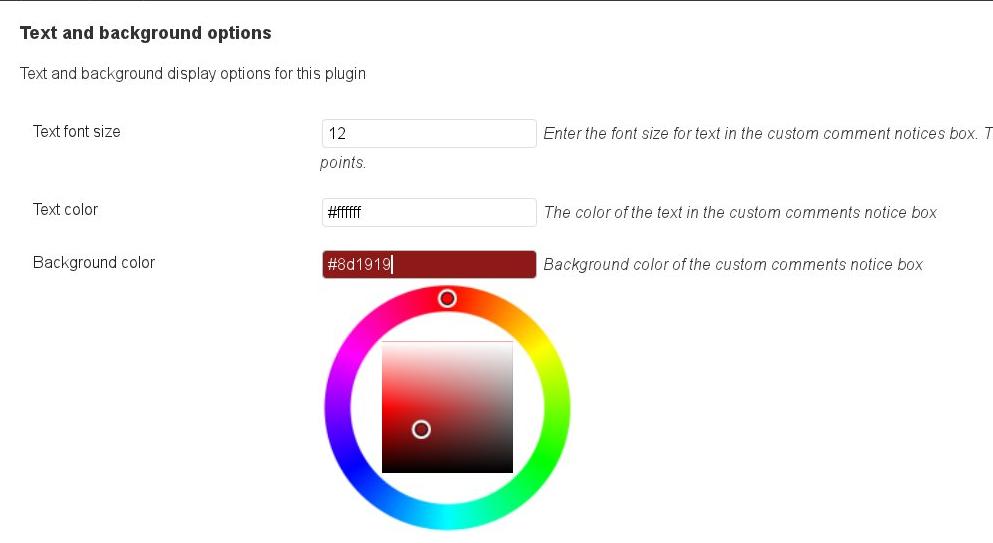 Text and background options
Text and background display options for this plugin
Text font size 12 Enter the font size for text in the custom comment notices box. T
points.
Text color #ffffff The color of the text in the custom comments notice box
Background color #8d1919 Background color of the custom comments notice box